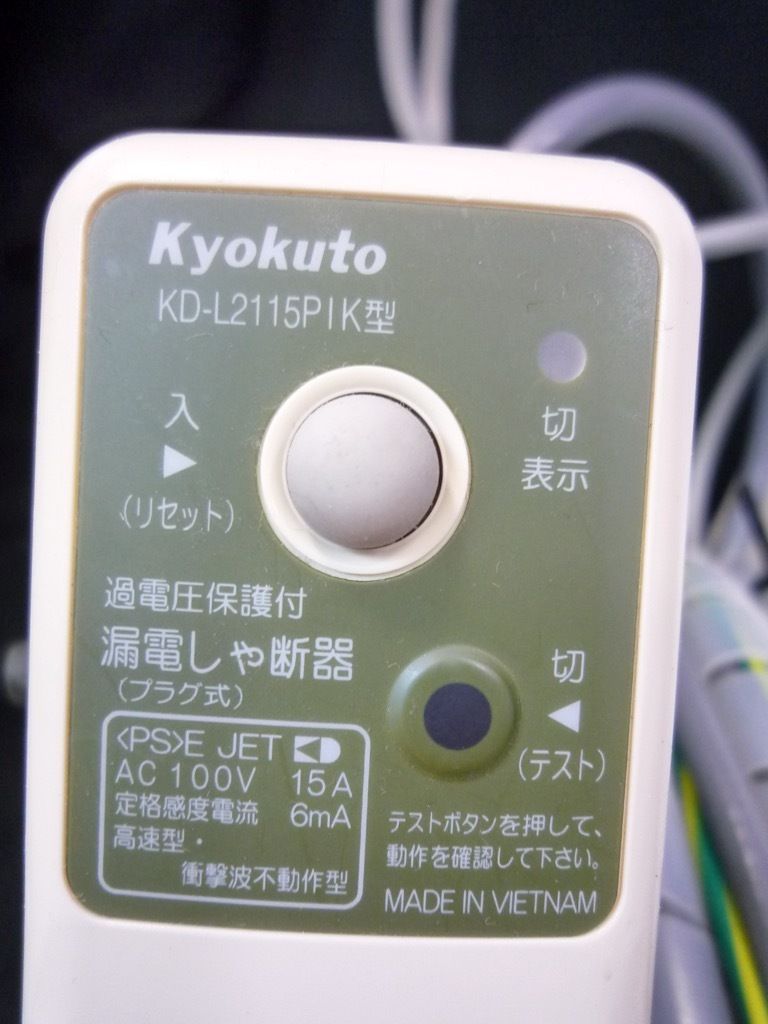 Kyokuto
KD-L2115PIK型
入
▶
(リセット)
切
表示
過電圧保護付
漏電しゃ断器
(プラグ式)
切
◀
(テスト)
<PS>E JET
AC 100V 15A
定格感度電流 6mA
高速型・
衝撃波不動作型
テストボタンを押して、
動作を確認して下さい。
MADE IN VIETNAM